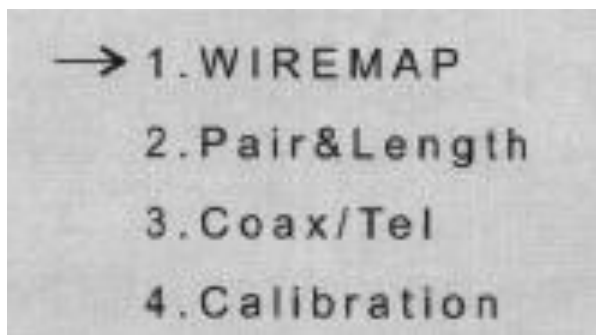 → 1.WIREMAP
2.Pair&Length
3.Coax/Tel
4.Calibration